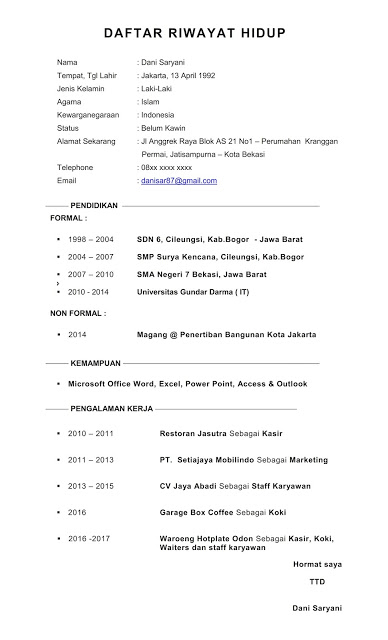 DAFTAR RIWAYAT HIDUP
Nama : Dani Saryani
Tempat, Tgl Lahir : Jakarta, 13 April 1992
Jenis Kelamin : Laki-Laki
Agama : Islam
Kewarganegaraan : Indonesia
Status : Belum Kawin
Alamat Sekarang : Jl Anggrek Raya Blok AS 21 No1 – Perumahan Kranggan
Permai, Jatisampurna – Kota Bekasi
Telephone : 08xx xxxx xxxx
Email : danisar87@gmail.com
PENDIDIKAN
FORMAL :
▪ 1998 – 2004 SDN 6, Cileungsi, Kab.Bogor - Jawa Barat
▪ 2004 – 2007 SMP Surya Kencana, Cileungsi, Kab.Bogor
▪ 2007 – 2010 SMA Negeri 7 Bekasi, Jawa Barat
▪ 2010 - 2014 Universitas Gundar Darma ( IT)
NON FORMAL :
▪ 2014 Magang @ Penertiban Bangunan Kota Jakarta
KEMAMPUAN
▪ Microsoft Office Word, Excel, Power Point, Access & Outlook
PENGALAMAN KERJA
▪ 2010 – 2011 Restoran Jasutra Sebagai Kasir
▪ 2011 – 2013 PT. Setiajaya Mobilindo Sebagai Marketing
▪ 2013 – 2015 CV Jaya Abadi Sebagai Staff Karyawan
▪ 2016 Garage Box Coffee Sebagai Koki
▪ 2016 -2017 Waroeng Hotplate Odon Sebagai Kasir, Koki,
Waiters dan staff karyawan
Hormat saya
TTD
Dani Saryani